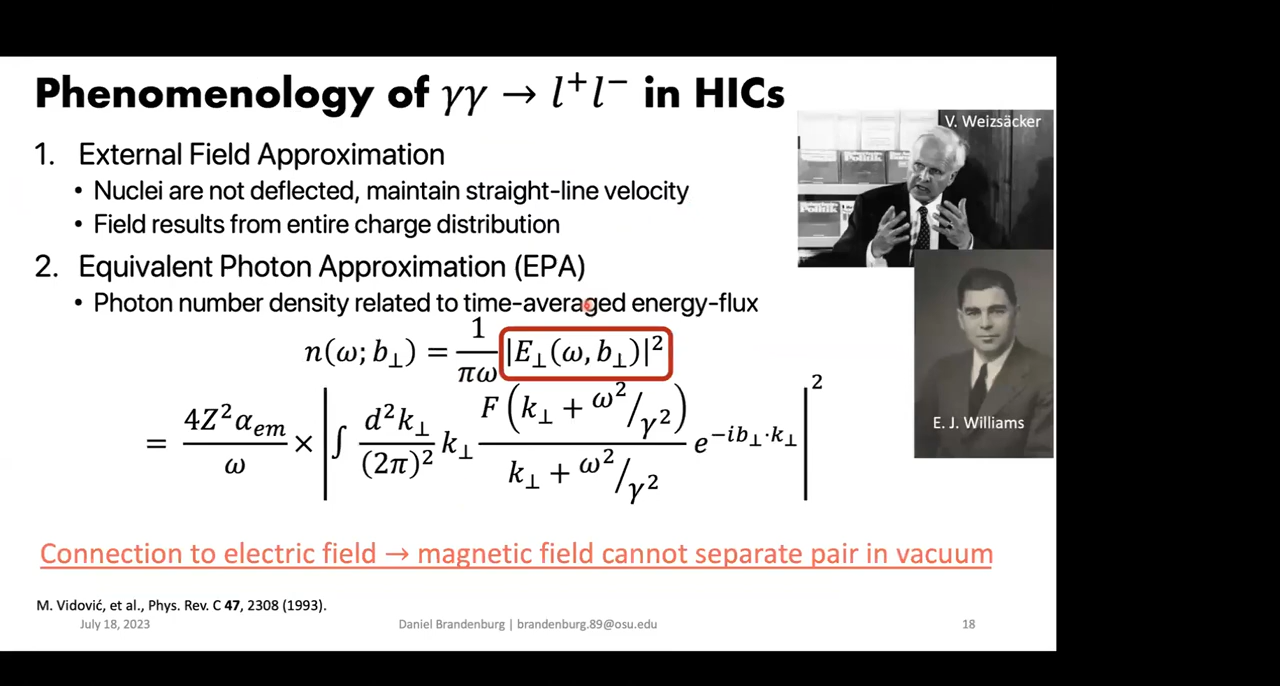 Phenomenology of γγ → l⁺l⁻ in HICs
V. Weizsäcker
1. External Field Approximation
• Nuclei are not deflected, maintain straight-line velocity
• Field results from entire charge distribution
2. Equivalent Photon Approximation (EPA)
• Photon number density related to time-averaged energy-flux
n(ω; b⊥) = 1/(πω) |E⊥(ω, b⊥)|²
= 4Z²α_em/ω × |∫ d²k⊥/(2π)² k⊥ F(k⊥ + ω²/γ²)/(k⊥ + ω²/γ²) e^(−ib⊥·k⊥)|²
E. J. Williams
Connection to electric field → magnetic field cannot separate pair in vacuum
M. Vidović, et al., Phys. Rev. C 47, 2308 (1993).
July 18, 2023 Daniel Brandenburg | brandenburg.89@osu.edu 18
Politik
Politik